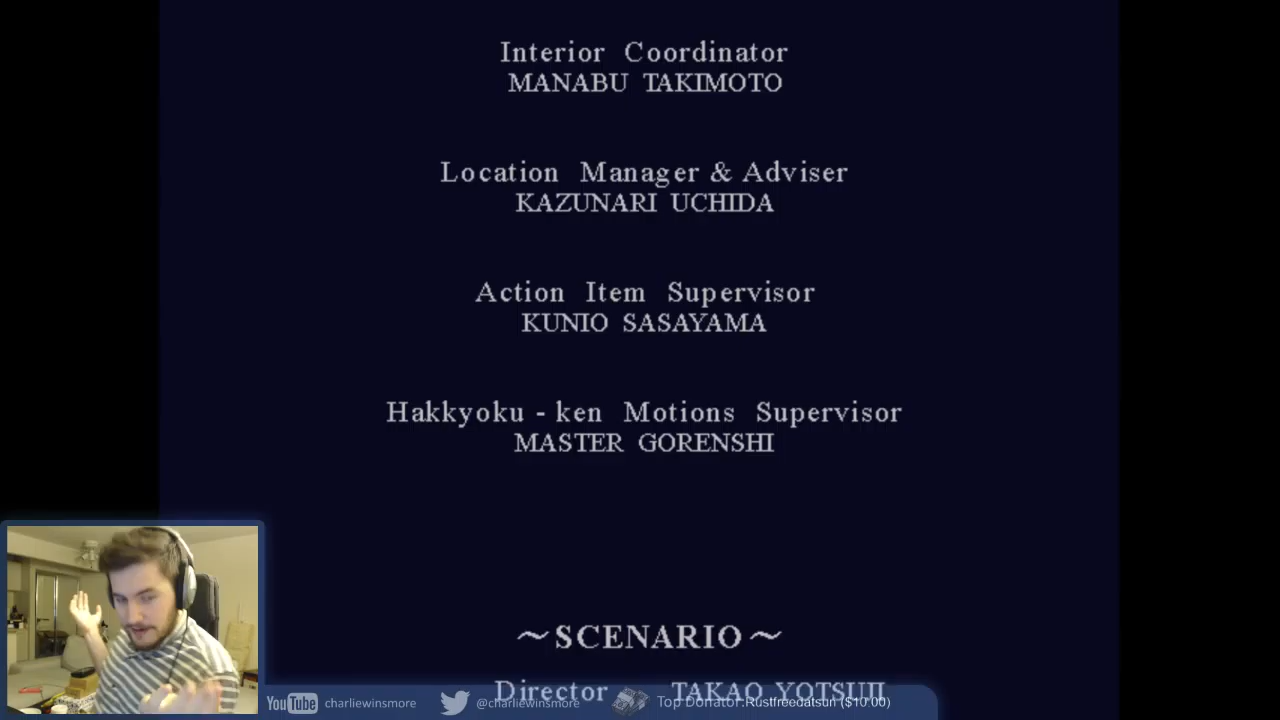 Interior Coordinator
MANABU TAKIMOTO
Location Manager & Adviser
KAZUNARI UCHIDA
Action Item Supervisor
KUNIO SASAYAMA
Hakkyoku - ken Motions Supervisor
MASTER GORENSHI
～SCENARIO～
Director TAKAO YOTSUJI
YouTube charliewinsmore @charliewinsmore Top Donator: Rustfreedatsun ($10.00)